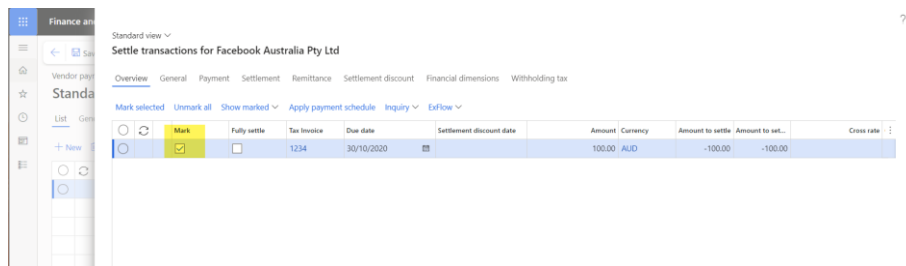 ?
Finance an
Standard view
Settle transactions for Facebook Australia Pty Ltd
Vendor payr
Standa
List Gen
+ New
Overview General Payment Settlement Remittance Settlement discount Financial dimensions Withholding tax
Mark selected Unmark all Show marked Apply payment schedule Inquiry ExFlow
Mark Fully settle Tax Invoice Due date Settlement discount date Amount Currency Amount to settle Amount to set... Cross rate
1234 30/10/2020 100.00 AUD -100.00 -100.00